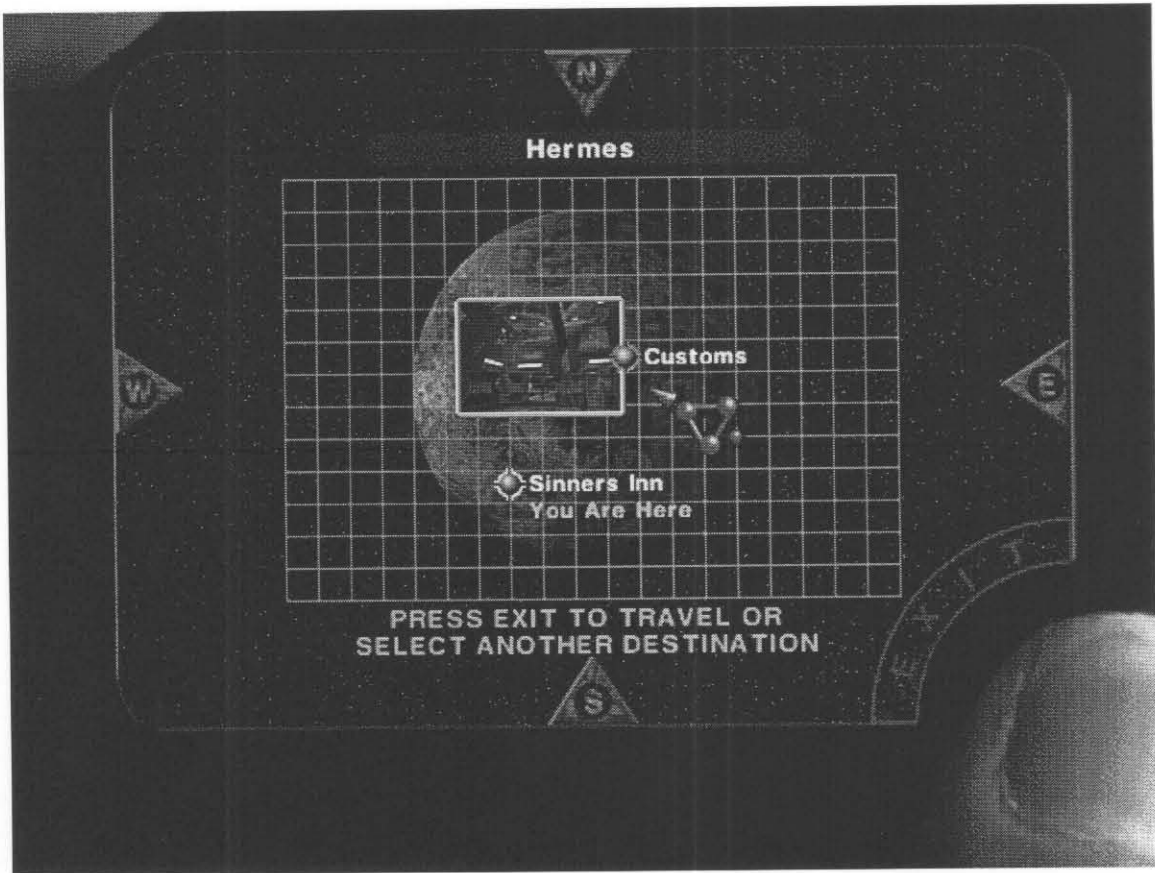 N
Hermes
W
E
Customs
Sinners Inn
You Are Here
PRESS EXIT TO TRAVEL OR
SELECT ANOTHER DESTINATION
EXIT
S